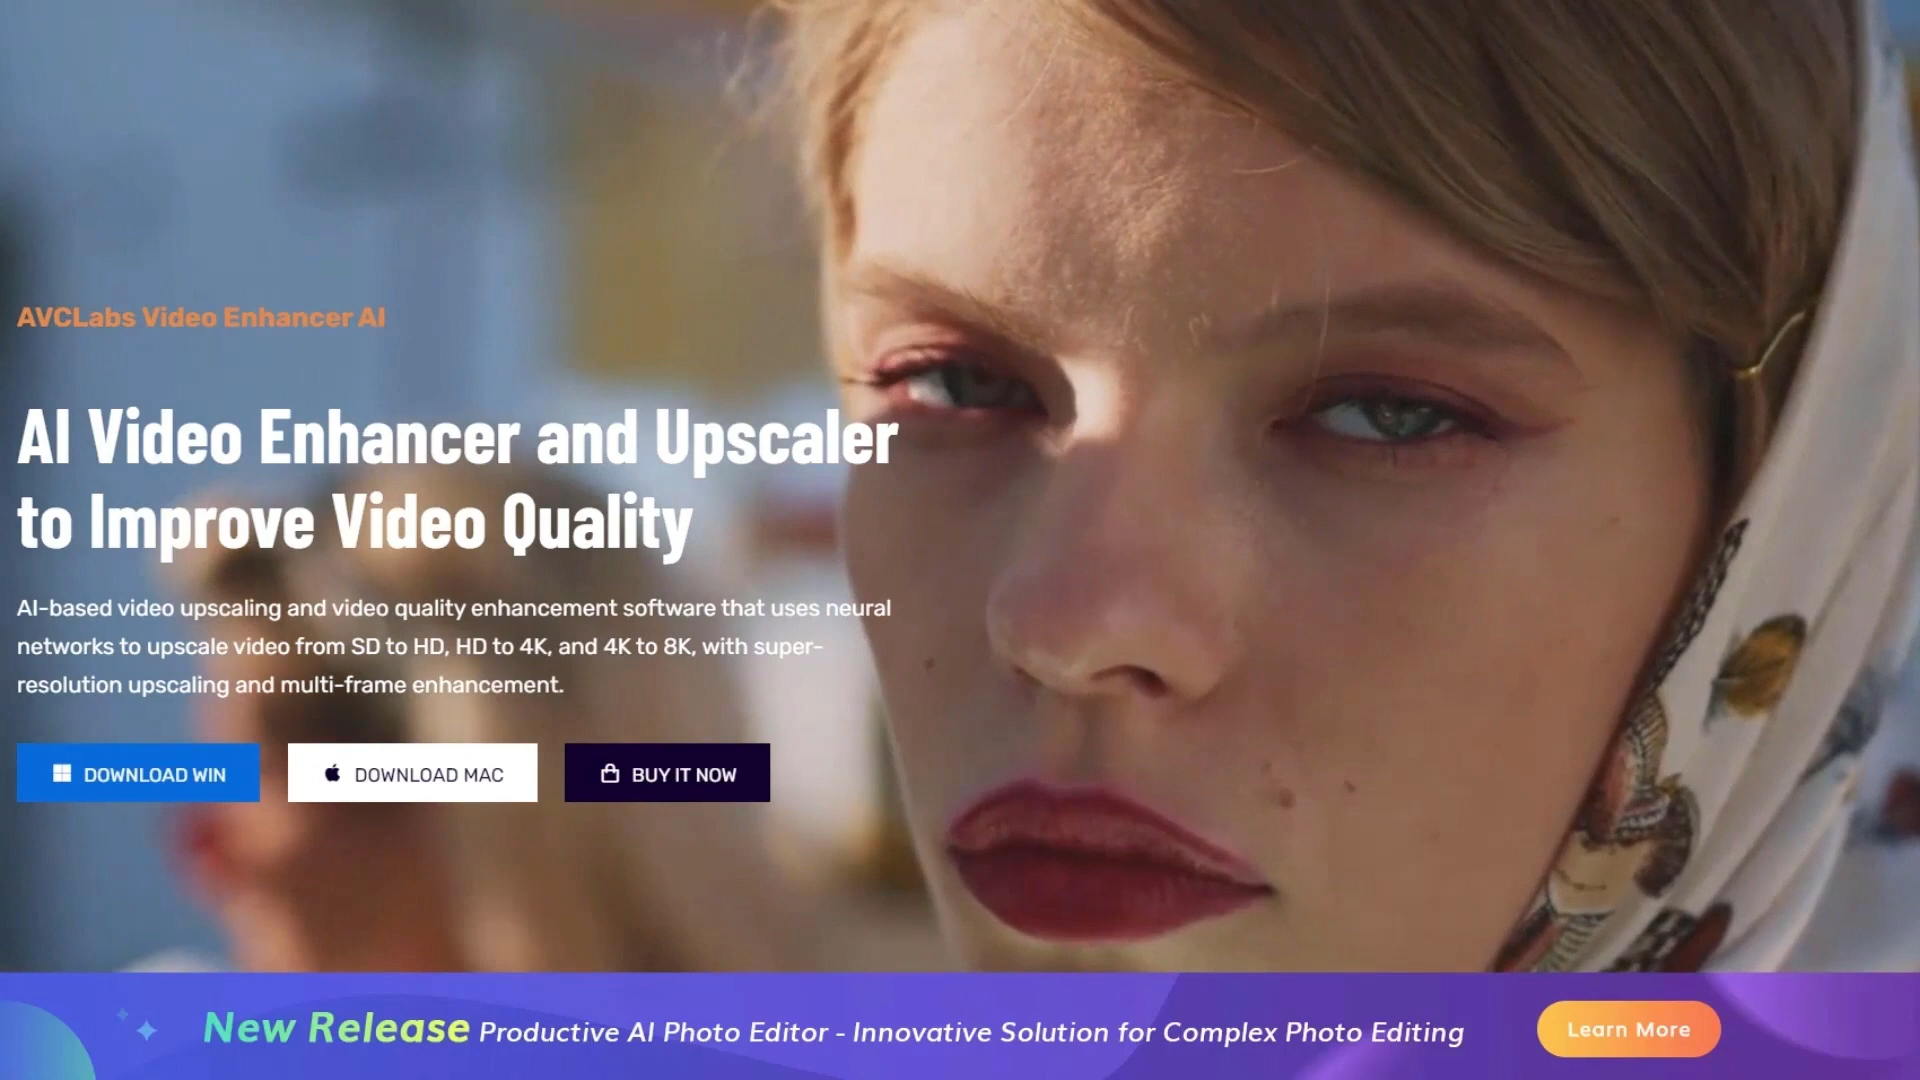 AVCLabs Video Enhancer AI
AI Video Enhancer and Upscaler
to Improve Video Quality
AI-based video upscaling and video quality enhancement software that uses neural
networks to upscale video from SD to HD, HD to 4K, and 4K to 8K, with super-
resolution upscaling and multi-frame enhancement.
DOWNLOAD WIN DOWNLOAD MAC BUY IT NOW
New Release Productive AI Photo Editor - Innovative Solution for Complex Photo Editing Learn More